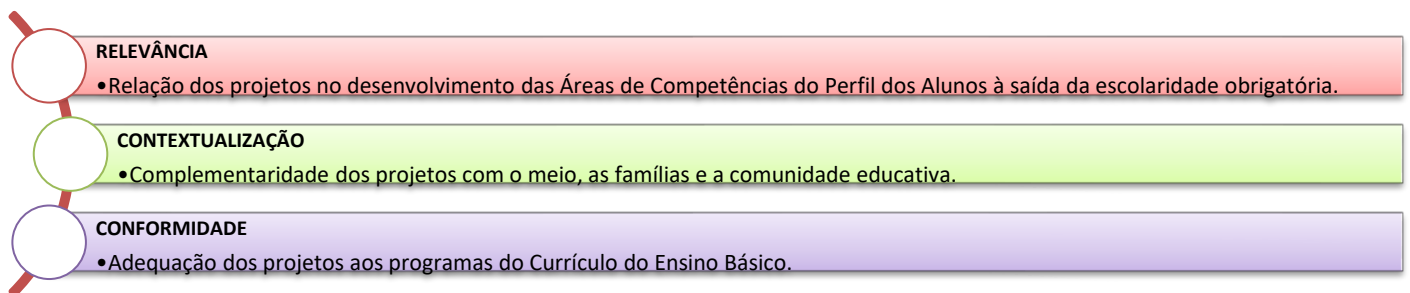 RELEVÂNCIA
•Relação dos projetos no desenvolvimento das Áreas de Competências do Perfil dos Alunos à saída da escolaridade obrigatória.
CONTEXTUALIZAÇÃO
•Complementaridade dos projetos com o meio, as famílias e a comunidade educativa.
CONFORMIDADE
•Adequação dos projetos aos programas do Currículo do Ensino Básico.